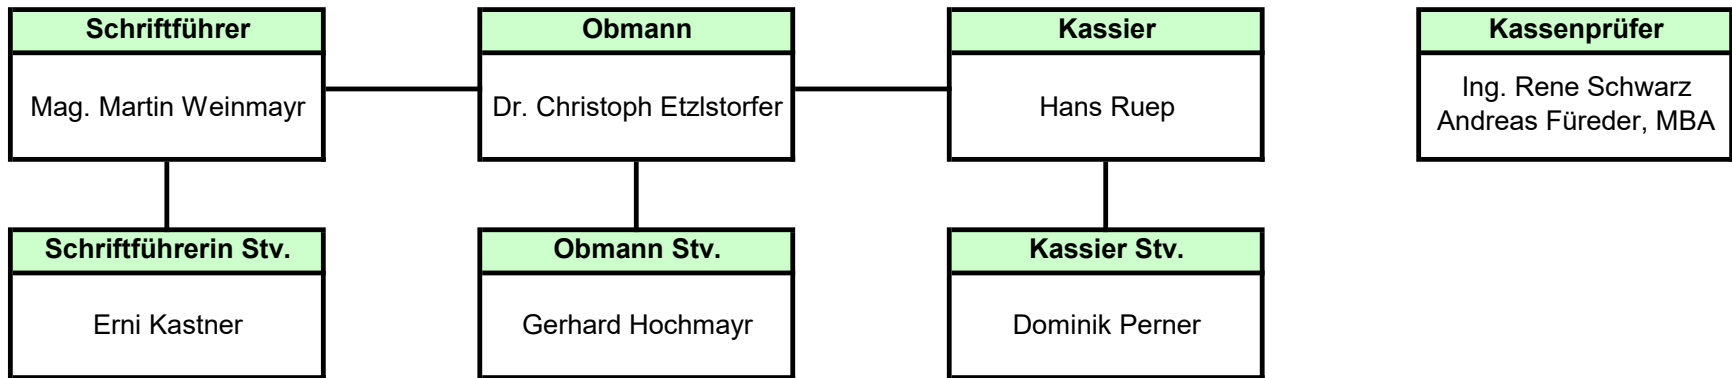 Schriftführer
Mag. Martin Weinmayr
Obmann
Dr. Christoph Etzlstorfer
Kassier
Hans Ruep
Kassenprüfer
Ing. Rene Schwarz
Andreas Füreder, MBA
Schriftführerin Stv.
Erni Kastner
Obmann Stv.
Gerhard Hochmayr
Kassier Stv.
Dominik Perner